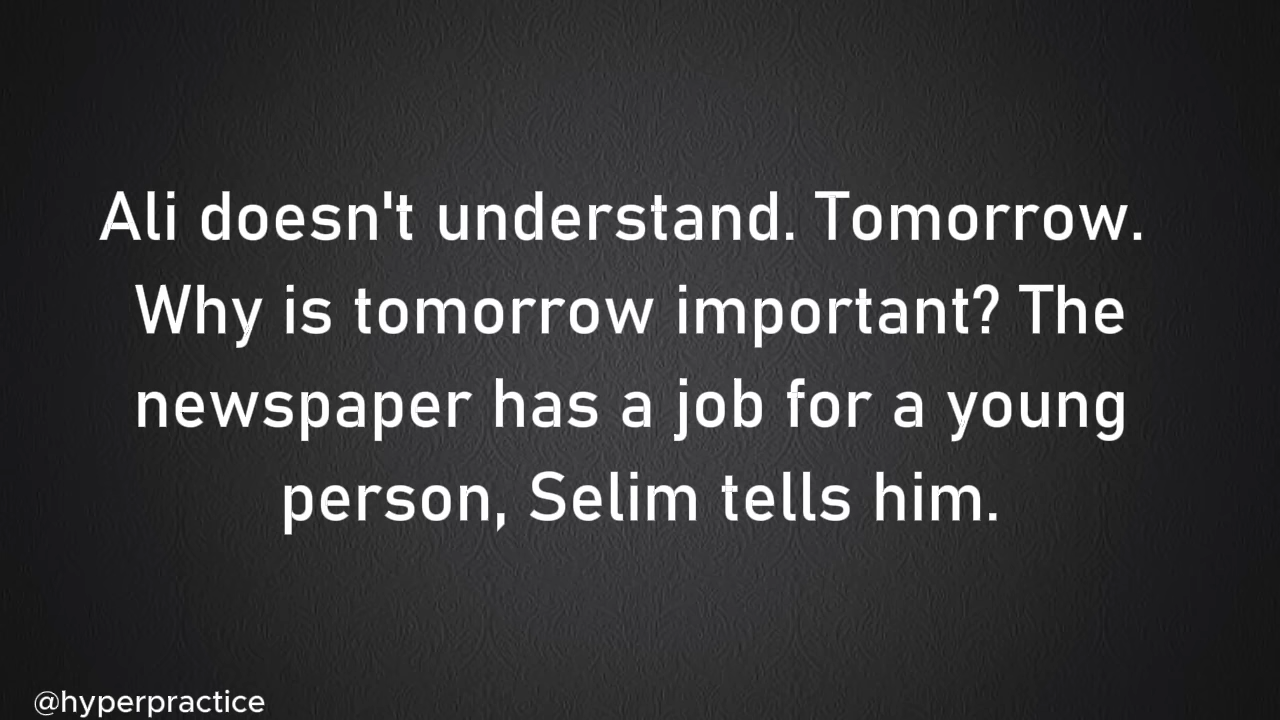 Ali doesn't understand. Tomorrow.
Why is tomorrow important? The
newspaper has a job for a young
person, Selim tells him.
@hyperpractice